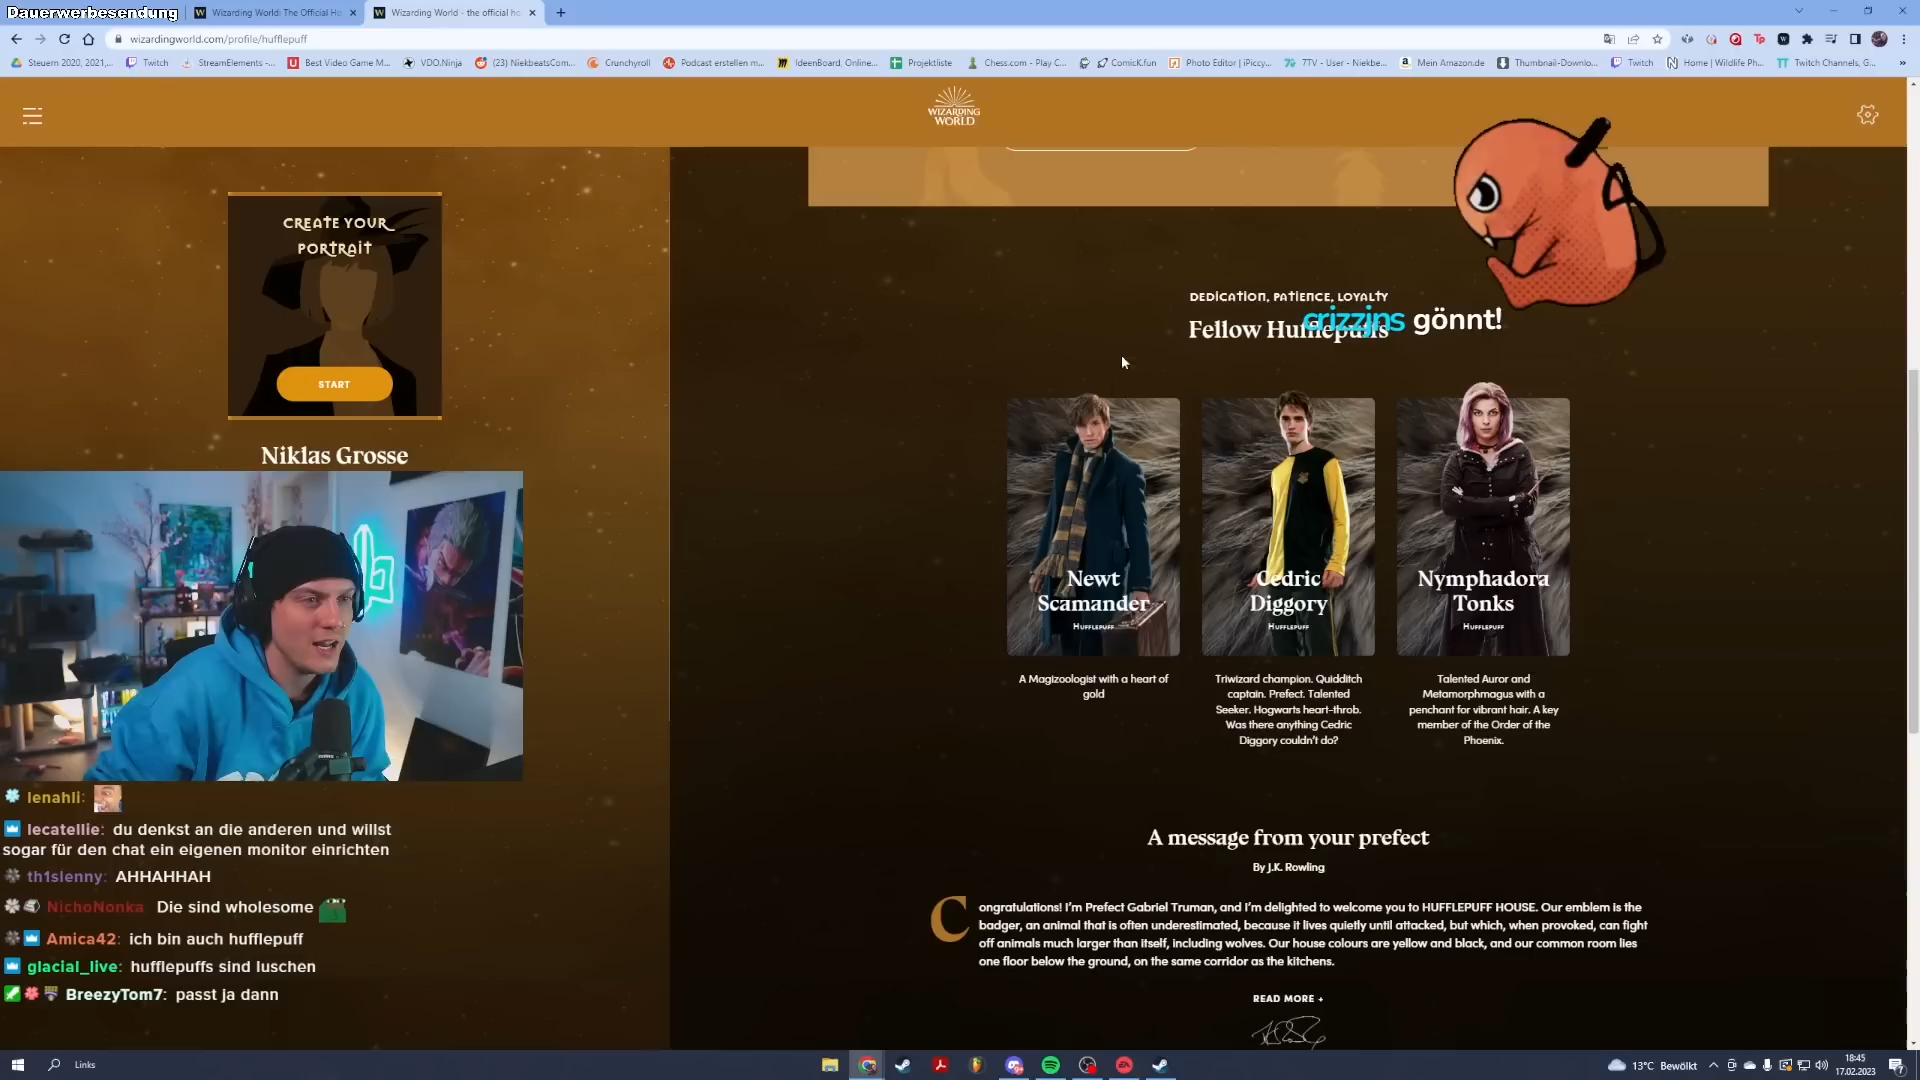 Dauerwerbesendung
Wizarding World: The Official Ho
Wizarding World - the official ho
wizardingworld.com/profile/hufflepuff
Steuern 2020, 2021,...
Twitch
StreamElements -...
Best Video Game M...
VDO.Ninja
(23) NiekbeatsCom...
Crunchyroll
Podcast erstellen m...
IdeenBoard, Online...
Projektliste
Chess.com - Play C...
ComicK.fun
Photo Editor | iPiccy...
7TV - User - Niekbe...
Mein Amazon.de
Thumbnail-Downlo...
Twitch
Home | Wildlife Ph...
Twitch Channels, G...
WIZARDING
WORLD
CREATE YOUR
PORTRAIT
START
Niklas Grosse
DEDICATION, PATIENCE, LOYALTY
crizzjns gönnt!
Fellow Hufflepuffs
Newt
Scamander
HUFFLEPUFF
Cedric
Diggory
HUFFLEPUFF
Nymphadora
Tonks
HUFFLEPUFF
A Magizoologist with a heart of
gold
Triwizard champion. Quidditch
captain. Prefect. Talented
Seeker. Hogwarts heart-throb.
Was there anything Cedric
Diggory couldn't do?
Talented Auror and
Metamorphmagus with a
penchant for vibrant hair. A key
member of the Order of the
Phoenix.
A message from your prefect
By J.K. Rowling
Congratulations! I'm Prefect Gabriel Truman, and I'm delighted to welcome you to HUFFLEPUFF HOUSE. Our emblem is the
badger, an animal that is often underestimated, because it lives quietly until attacked, but which, when provoked, can fight
off animals much larger than itself, including wolves. Our house colours are yellow and black, and our common room lies
one floor below the ground, on the same corridor as the kitchens.
READ MORE +
lenahli:
lecatellie: du denkst an die anderen und willst
sogar für den chat ein eigenen monitor einrichten
th1slenny: AHHAHHAH
NichoNonka Die sind wholesome
Amica42: ich bin auch hufflepuff
glacial_live: hufflepuffs sind luschen
BreezyTom7: passt ja dann
Links
13°C Bewölkt
18:45
17.02.2023